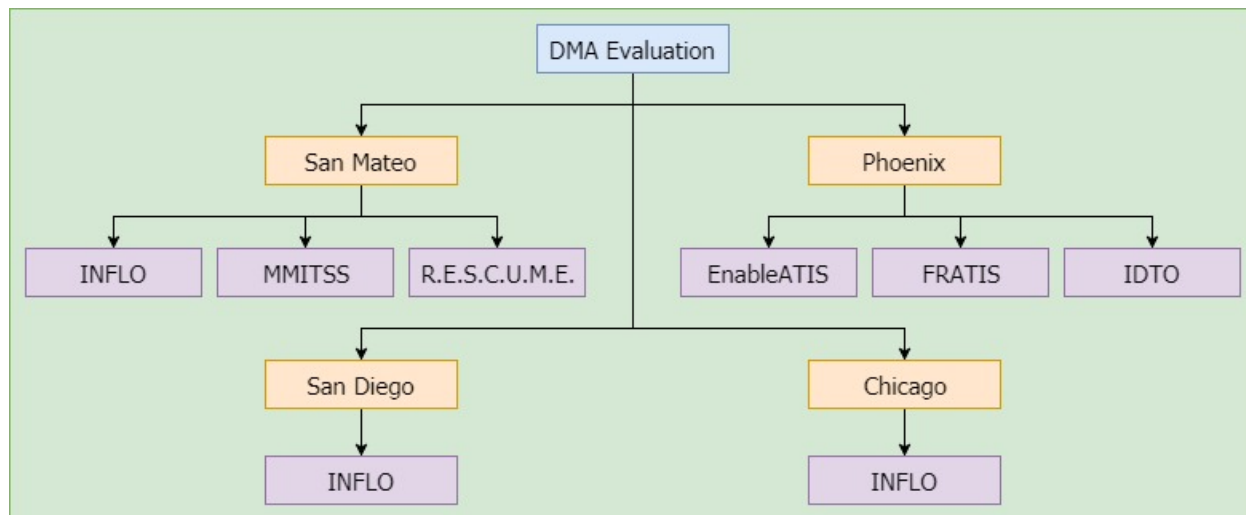 DMA Evaluation
San Mateo
Phoenix
INFLO
MMITSS
R.E.S.C.U.M.E.
EnableATIS
FRATIS
IDTO
San Diego
Chicago
INFLO
INFLO